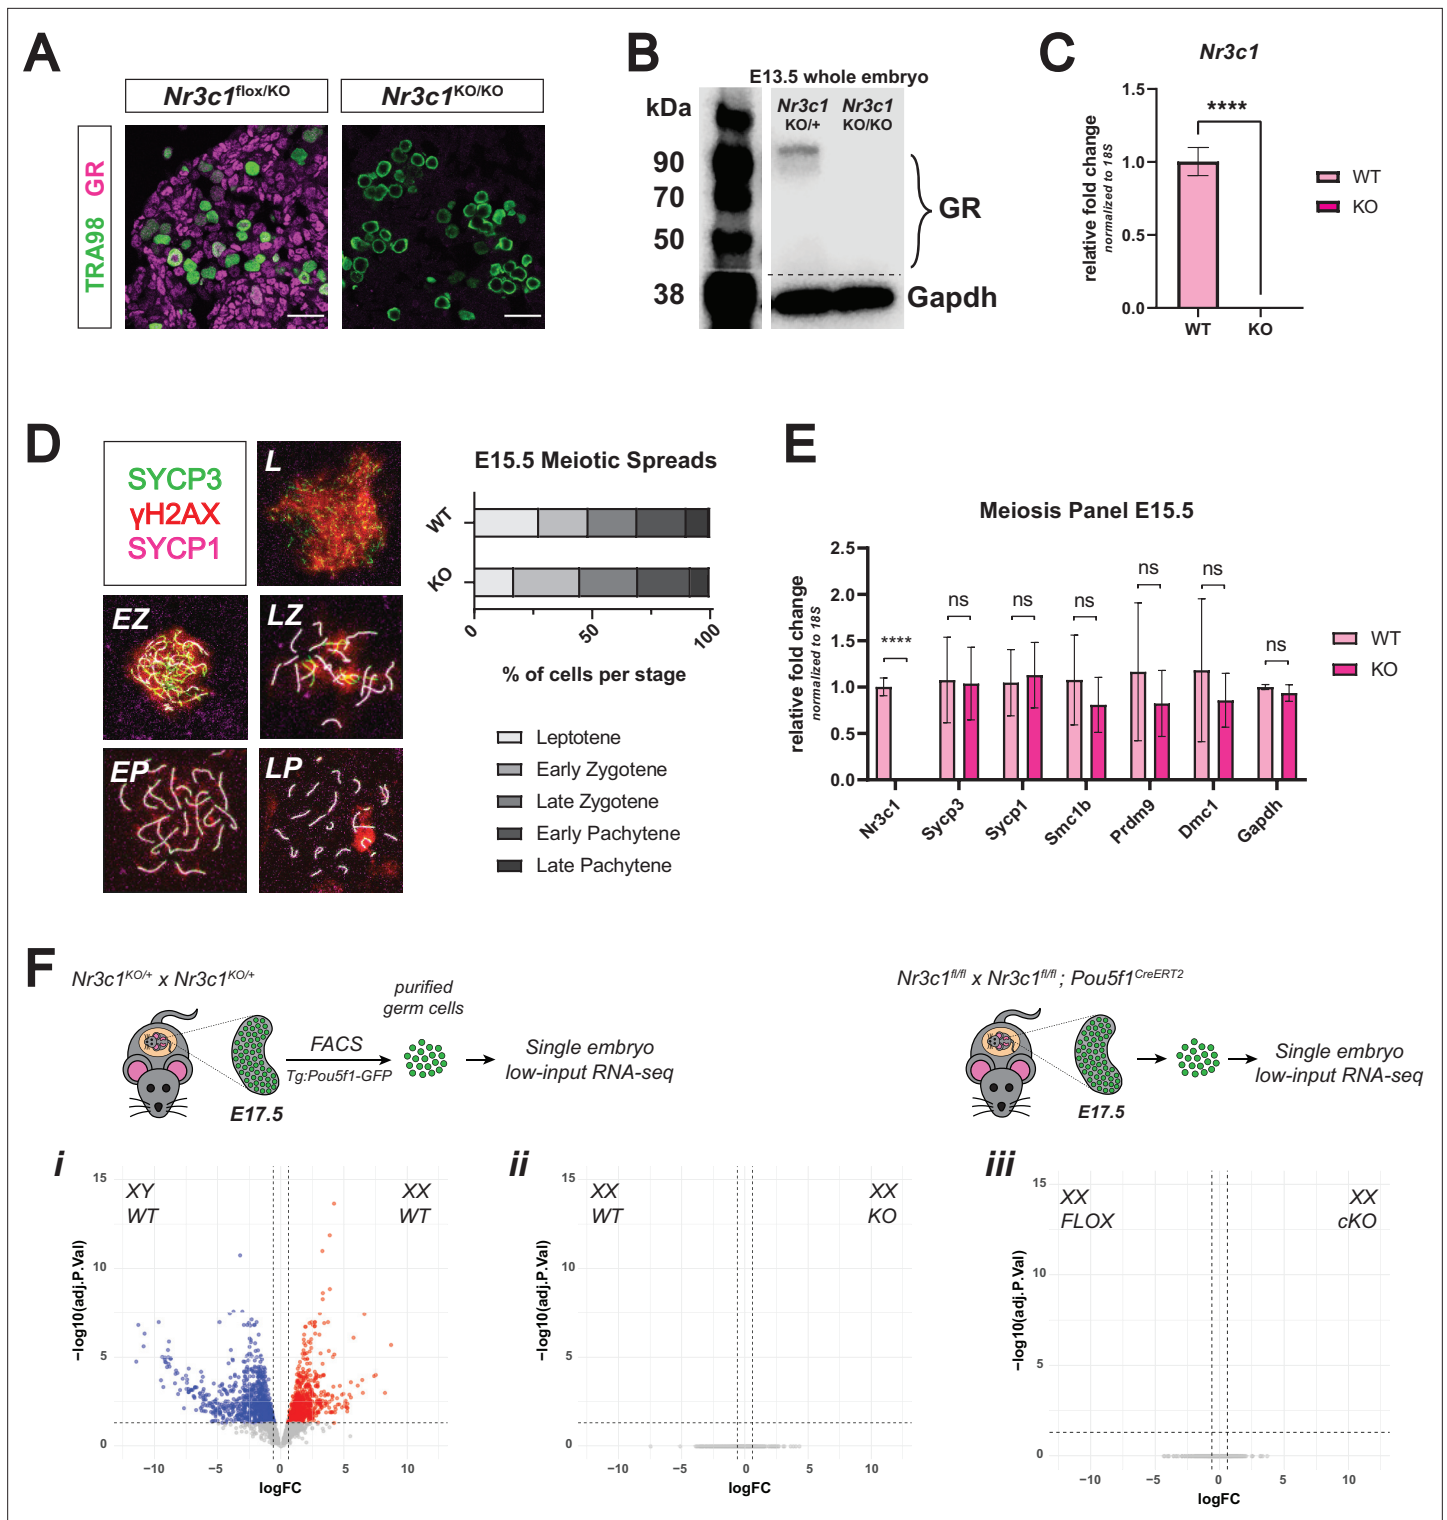 A
Nr3c1flox/KO
Nr3c1KO/KO
TRA98 GR
B
E13.5 whole embryo
kDa
Nr3c1
KO/+
Nr3c1
KO/KO
90
70
50
38
GR
Gapdh
C
Nr3c1
relative fold change
normalized to 18S
1.5
1.0
0.5
0.0
****
WT
KO
WT
KO
D
SYCP3
γH2AX
SYCP1
L
EZ
LZ
EP
LP
E15.5 Meiotic Spreads
WT
KO
0
50
100
% of cells per stage
Leptotene
Early Zygotene
Late Zygotene
Early Pachytene
Late Pachytene
E
Meiosis Panel E15.5
relative fold change
normalized to 18S
2.5
2.0
1.5
1.0
0.5
0.0
****
ns
ns
ns
ns
ns
ns
Nr3c1
Sycp3
Sycp1
Smc1b
Prdm9
Dmc1
Gapdh
WT
KO
F
Nr3c1KO/+ x Nr3c1KO/+
E17.5
FACS
Tg:Pou5f1-GFP
purified
germ cells
Single embryo
low-input RNA-seq
Nr3c1fl/fl x Nr3c1fl/fl ; Pou5f1CreERT2
E17.5
Single embryo
low-input RNA-seq
i
XY
WT
XX
WT
−log10(adj.P.Val)
15
10
5
0
−10
−5
0
5
10
logFC
ii
XX
WT
XX
KO
−log10(adj.P.Val)
15
10
5
0
−10
−5
0
5
10
logFC
iii
XX
FLOX
XX
cKO
−log10(adj.P.Val)
15
10
5
0
−10
−5
0
5
10
logFC